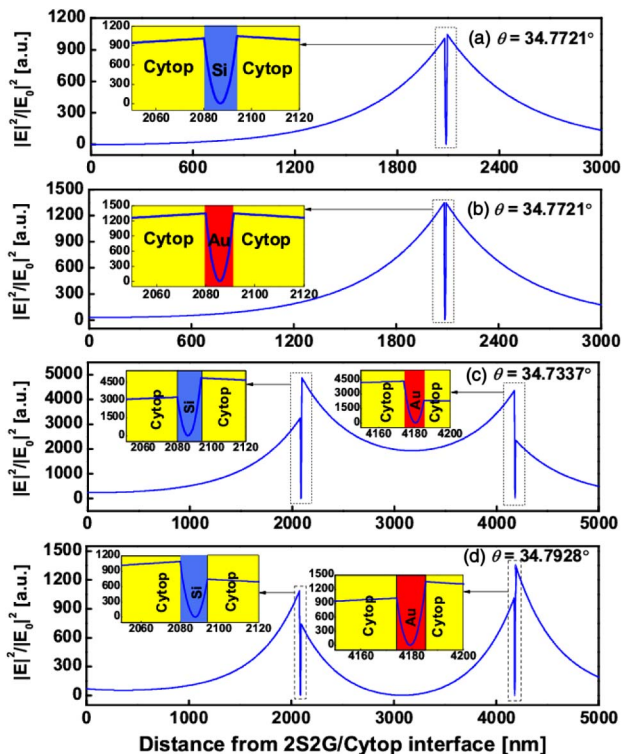 1200
900
600
300
0
|E|²/|E₀|² [a.u.]
1200
900
600
300
0
Cytop Si Cytop
2060 2080 2100 2120
(a) θ = 34.7721°
0 600 1200 1800 2400 3000
1500
1200
900
600
300
0
|E|²/|E₀|² [a.u.]
1500
1200
900
600
300
0
Cytop Au Cytop
2060 2080 2100 2120
(b) θ = 34.7721°
0 600 1200 1800 2400 3000
5000
4000
3000
2000
1000
0
|E|²/|E₀|² [a.u.]
4500
3000
1500
0
Cytop Si Cytop
2060 2080 2100 2120
4500
3000
1500
0
Cytop Au Cytop
4160 4180 4200
(c) θ = 34.7337°
0 1000 2000 3000 4000 5000
1500
1200
900
600
300
0
|E|²/|E₀|² [a.u.]
1200
900
600
300
0
Cytop Si Cytop
2060 2080 2100 2120
1500
1200
900
600
300
0
Cytop Au Cytop
4160 4180 4200
(d) θ = 34.7928°
0 1000 2000 3000 4000 5000
Distance from 2S2G/Cytop interface [nm]